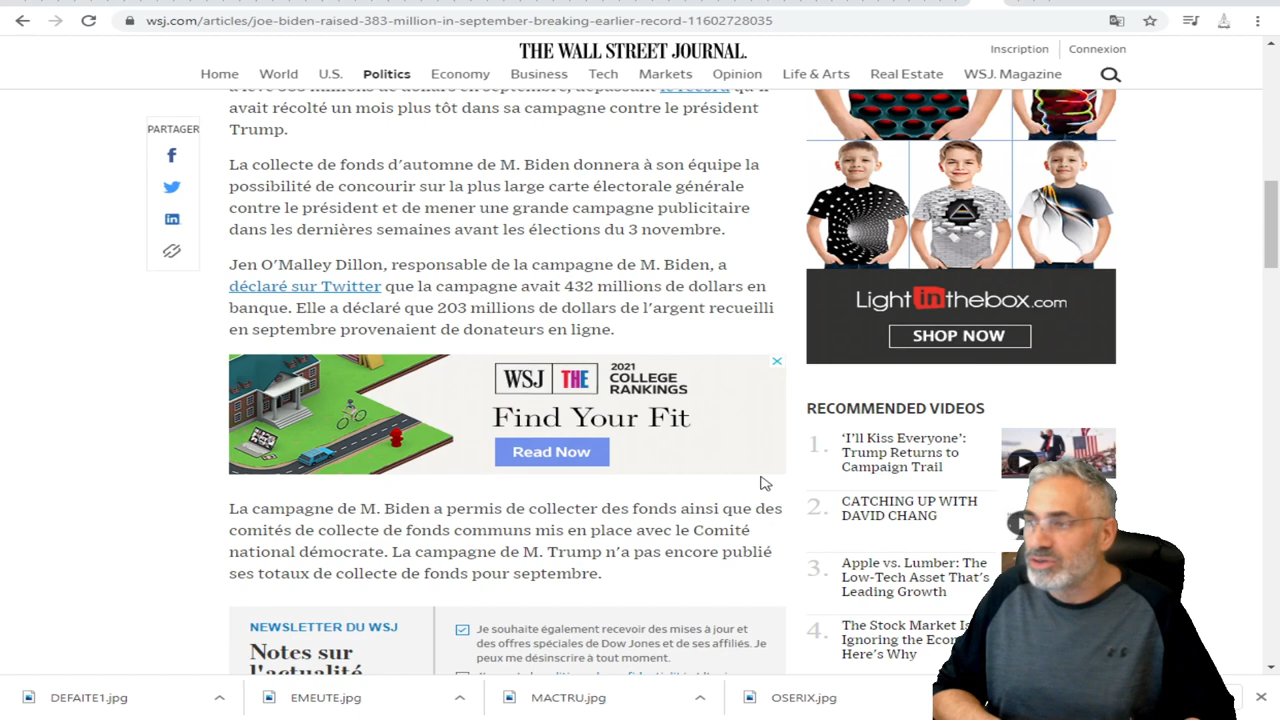 wsj.com/articles/joe-biden-raised-383-million-in-september-breaking-earlier-record-11602728035
THE WALL STREET JOURNAL.
Inscription
Connexion
Home World U.S. Politics Economy Business Tech Markets Opinion Life & Arts Real Estate WSJ. Magazine
avait récolté un mois plus tôt dans sa campagne contre le président
Trump.
PARTAGER
La collecte de fonds d'automne de M. Biden donnera à son équipe la
possibilité de concourir sur la plus large carte électorale générale
contre le président et de mener une grande campagne publicitaire
dans les dernières semaines avant les élections du 3 novembre.
Jen O'Malley Dillon, responsable de la campagne de M. Biden, a
déclaré sur Twitter que la campagne avait 432 millions de dollars en
banque. Elle a déclaré que 203 millions de dollars de l'argent recueilli
en septembre provenaient de donateurs en ligne.
WSJ THE
2021
COLLEGE
RANKINGS
Find Your Fit
Read Now
La campagne de M. Biden a permis de collecter des fonds ainsi que des
comités de collecte de fonds communs mis en place avec le Comité
national démocrate. La campagne de M. Trump n'a pas encore publié
ses totaux de collecte de fonds pour septembre.
NEWSLETTER DU WSJ
Notes sur
l'actualité
Je souhaite également recevoir des mises à jour et
des offres spéciales de Dow Jones et de ses affiliés. Je
peux me désinscrire à tout moment.
Lightinthebox.com
SHOP NOW
RECOMMENDED VIDEOS
1. 'I'll Kiss Everyone':
Trump Returns to
Campaign Trail
2. CATCHING UP WITH
DAVID CHANG
3. Apple vs. Lumber: The
Low-Tech Asset That's
Leading Growth
4. The Stock Market Is
Ignoring the
Here's Why
DEFAITE1.jpg
EMEUTE.jpg
MACTRU.jpg
OSERIX.jpg